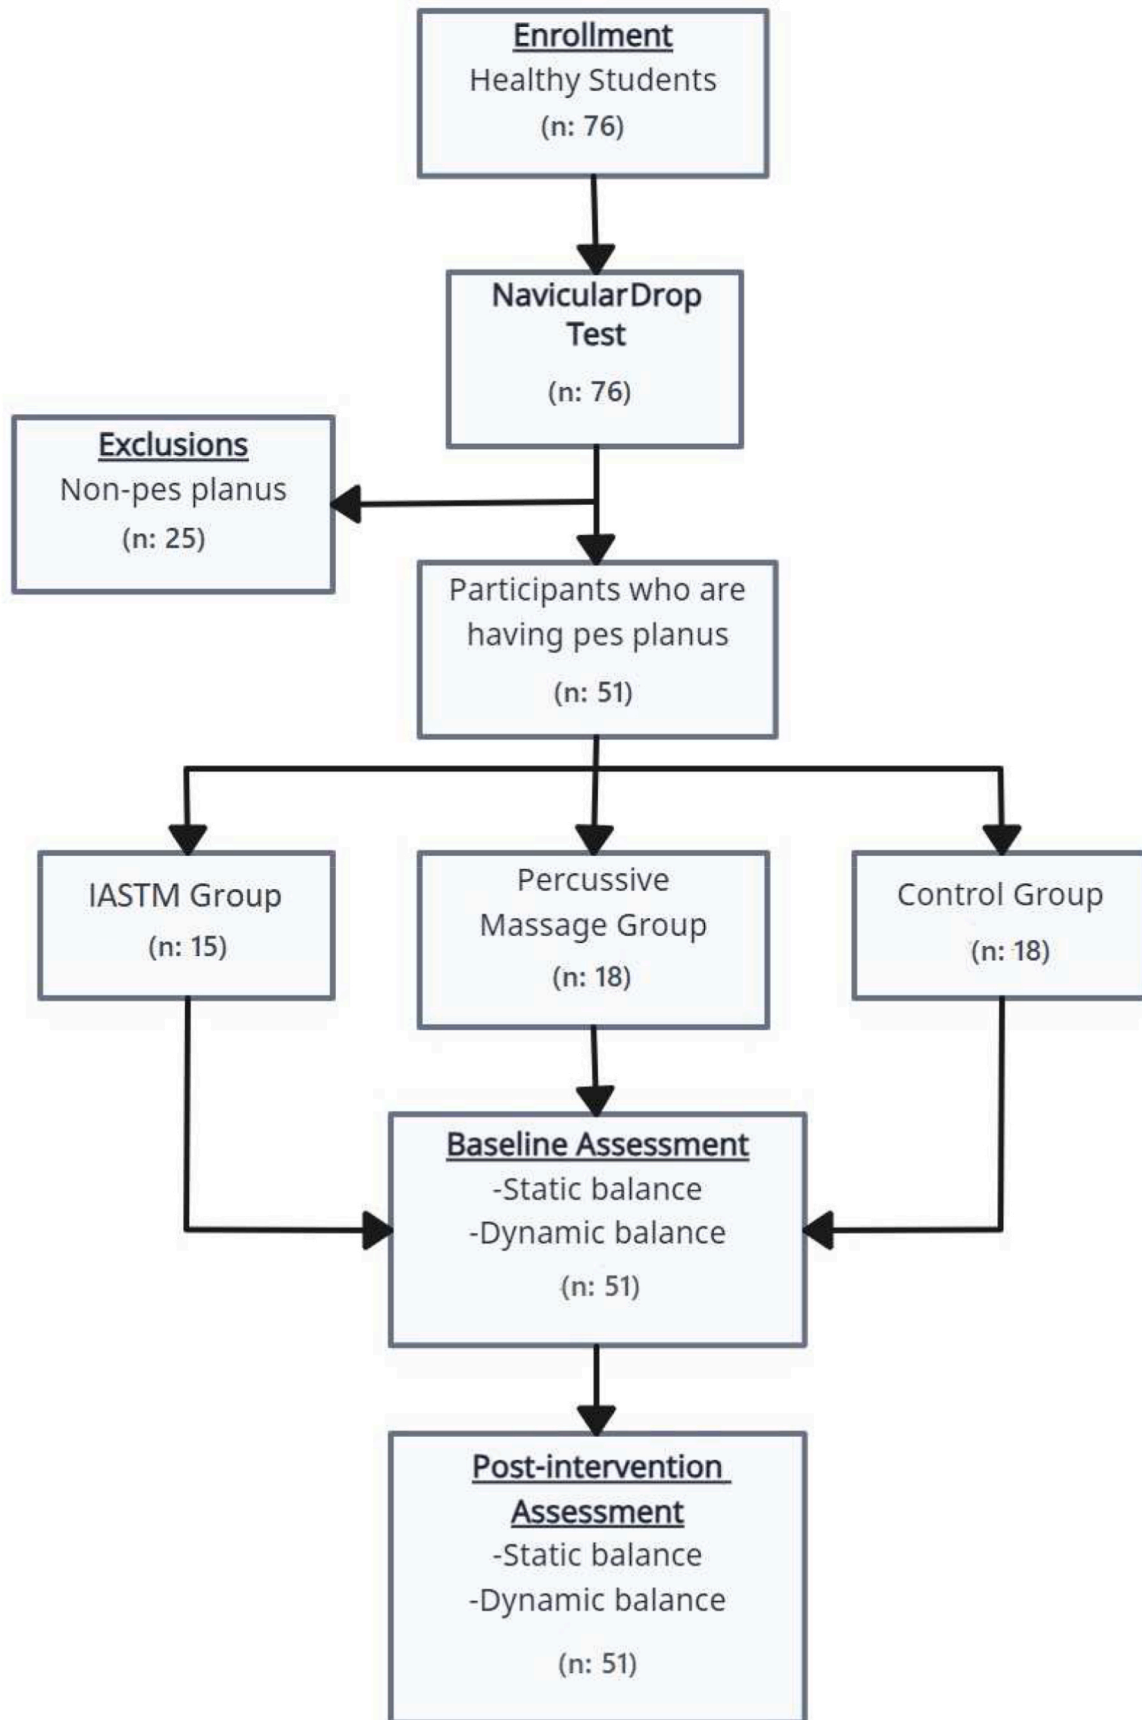 Enrollment
Healthy Students
(n: 76)
NavicularDrop
Test
(n: 76)
Exclusions
Non-pes planus
(n: 25)
Participants who are
having pes planus
(n: 51)
IASTM Group
(n: 15)
Percussive
Massage Group
(n: 18)
Control Group
(n: 18)
Baseline Assessment
-Static balance
-Dynamic balance
(n: 51)
Post-intervention
Assessment
-Static balance
-Dynamic balance
(n: 51)